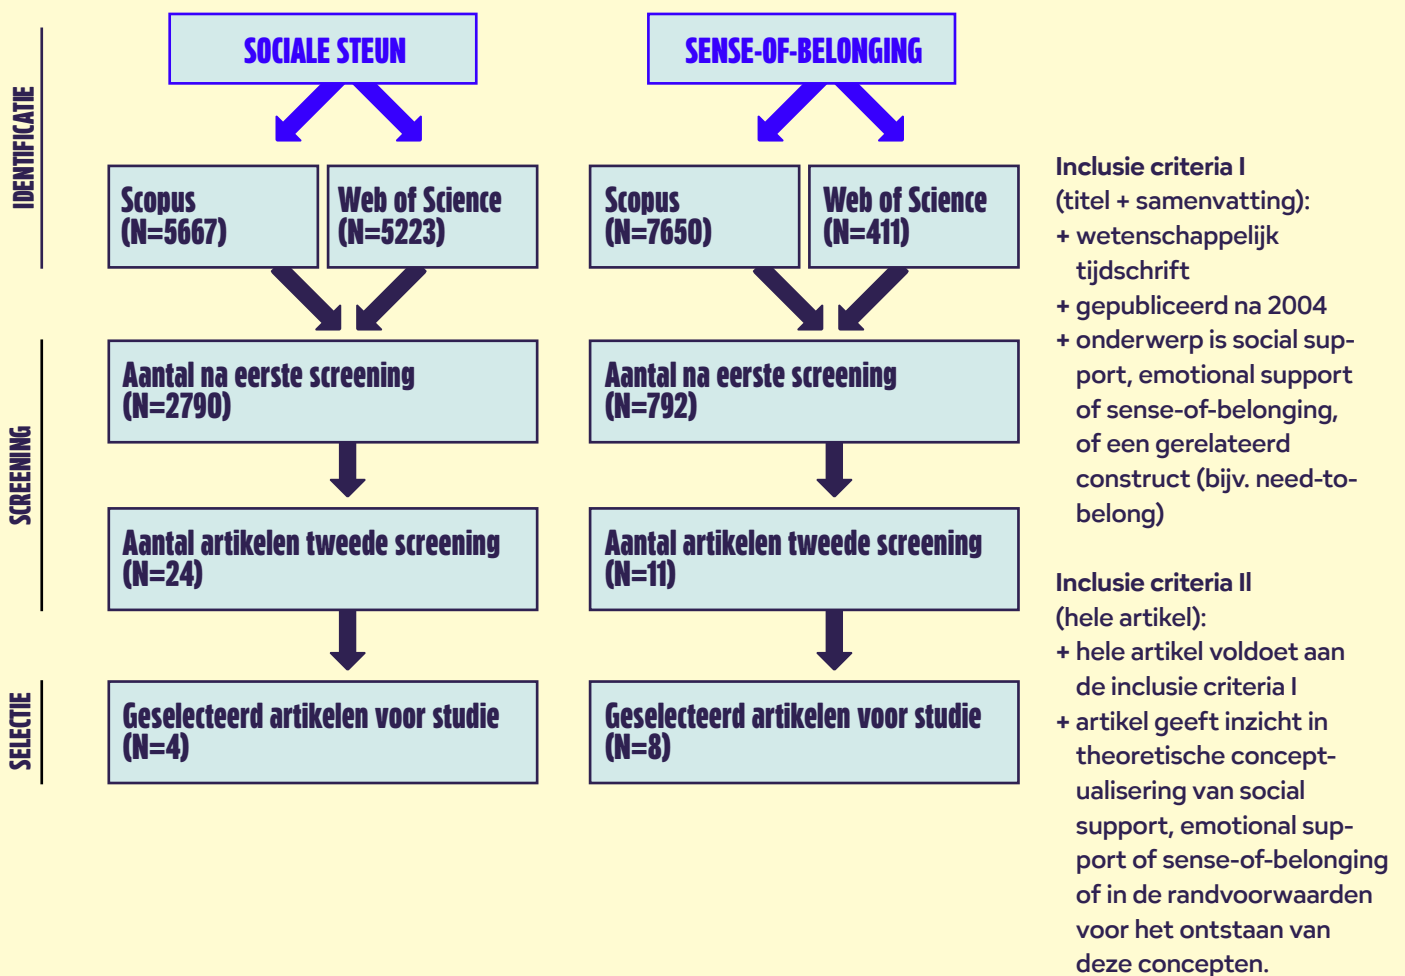 SOCIALE STEUN
SENSE-OF-BELONGING
IDENTIFICATIE
Scopus
(N=5667)
Web of Science
(N=5223)
Scopus
(N=7650)
Web of Science
(N=411)
SCREENING
Aantal na eerste screening
(N=2790)
Aantal na eerste screening
(N=792)
Aantal artikelen tweede screening
(N=24)
Aantal artikelen tweede screening
(N=11)
SELECTIE
Geselecteerd artikelen voor studie
(N=4)
Geselecteerd artikelen voor studie
(N=8)
Inclusie criteria I
(titel + samenvatting):
+ wetenschappelijk
tijdschrift
+ gepubliceerd na 2004
+ onderwerp is social sup-
port, emotional support
of sense-of-belonging,
of een gerelateerd
construct (bijv. need-to-
belong)
Inclusie criteria II
(hele artikel):
+ hele artikel voldoet aan
de inclusie criteria I
+ artikel geeft inzicht in
theoretische concept-
ualisering van social
support, emotional sup-
port of sense-of-belonging
of in de randvoorwaarden
voor het ontstaan van
deze concepten.